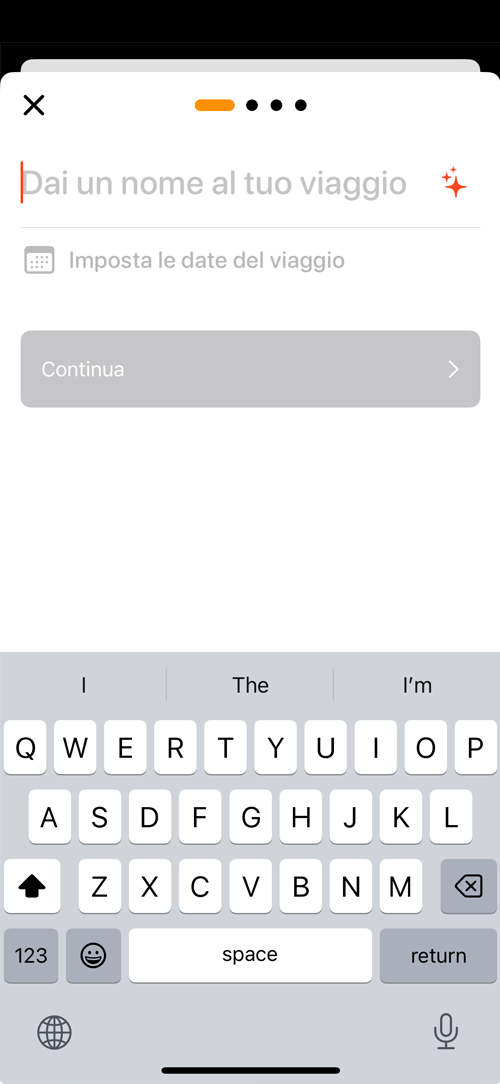 Dai un nome al tuo viaggio
Imposta le date del viaggio
Continua
I The I'm
Q W E R T Y U I O P
A S D F G H J K L
Z X C V B N M
123 space return